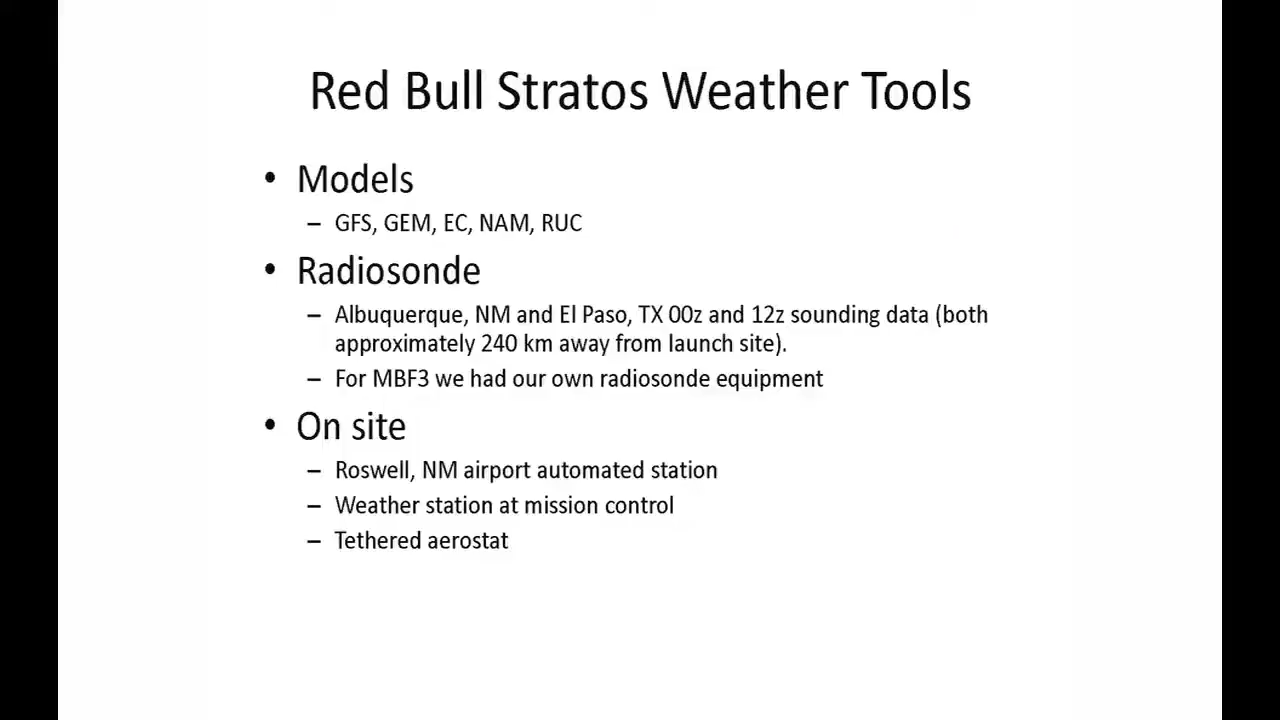 Red Bull Stratos Weather Tools
• Models
– GFS, GEM, EC, NAM, RUC
• Radiosonde
– Albuquerque, NM and El Paso, TX 00z and 12z sounding data (both
approximately 240 km away from launch site).
– For MBF3 we had our own radiosonde equipment
• On site
– Roswell, NM airport automated station
– Weather station at mission control
– Tethered aerostat